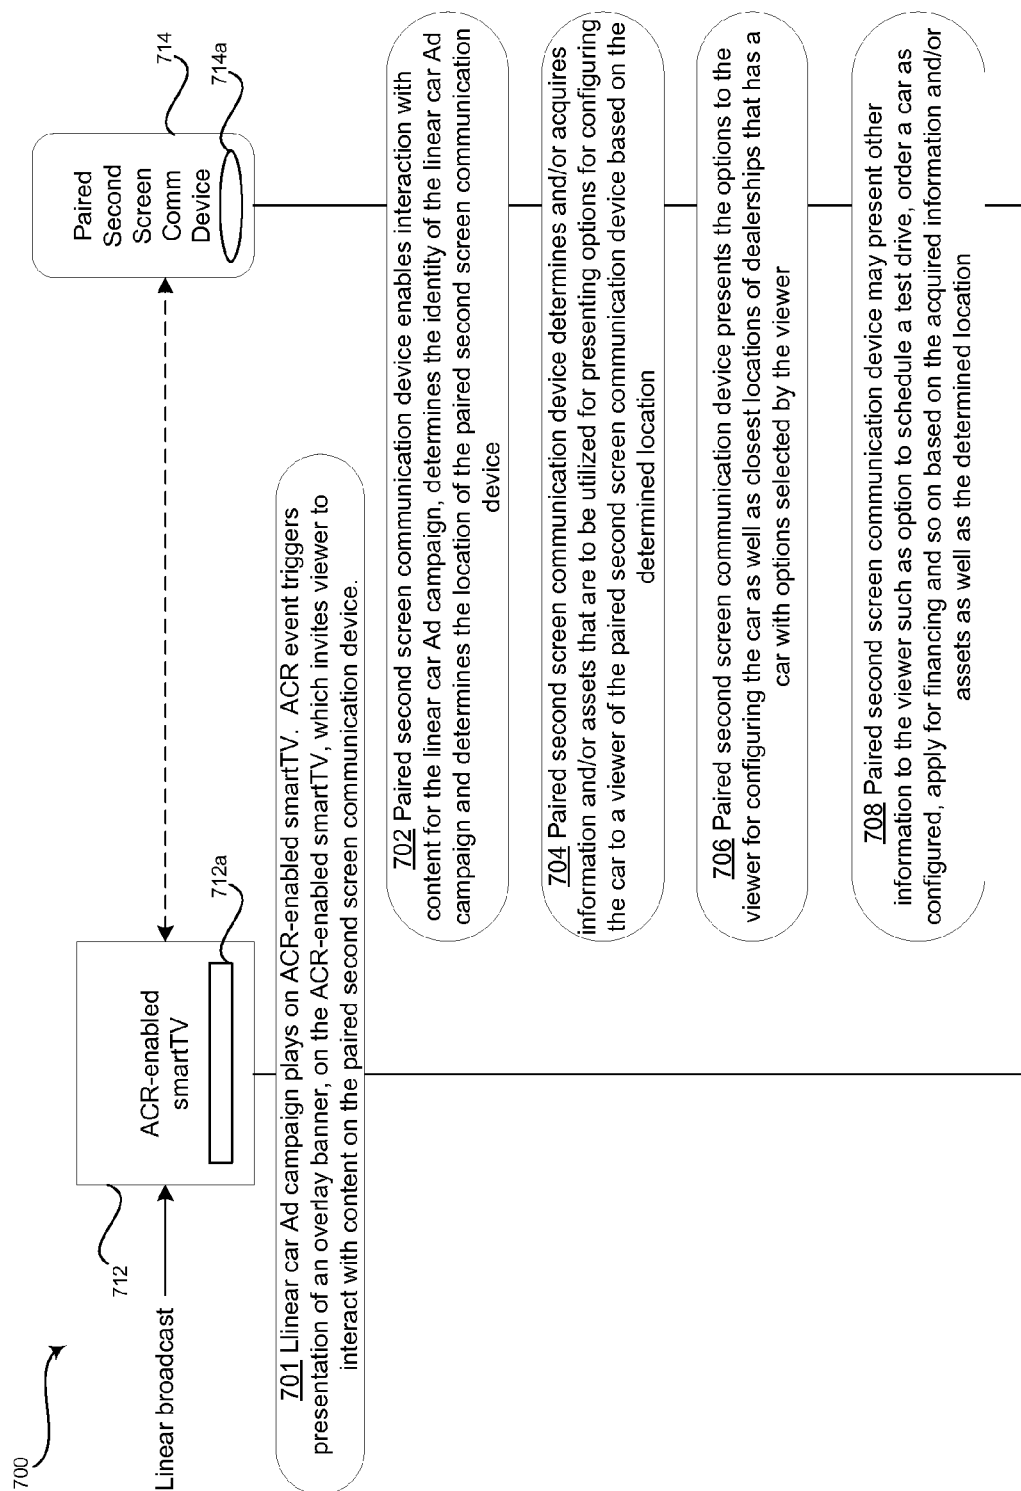 700
712
Linear broadcast
ACR-enabled
smartTV
712a
Paired
Second
Screen
Comm
Device
714
714a
701 Llinear car Ad campaign plays on ACR-enabled smartTV. ACR event triggers
presentation of an overlay banner, on the ACR-enabled smartTV, which invites viewer to
interact with content on the paired second screen communication device.
702 Paired second screen communication device enables interaction with
content for the linear car Ad campaign, determines the identity of the linear car Ad
campaign and determines the location of the paired second screen communication
device
704 Paired second screen communication device determines and/or acquires
information and/or assets that are to be utilized for presenting options for configuring
the car to a viewer of the paired second screen communication device based on the
determined location
706 Paired second screen communication device presents the options to the
viewer for configuring the car as well as closest locations of dealerships that has a
car with options selected by the viewer
708 Paired second screen communication device may present other
information to the viewer such as option to schedule a test drive, order a car as
configured, apply for financing and so on based on the acquired information and/or
assets as well as the determined location